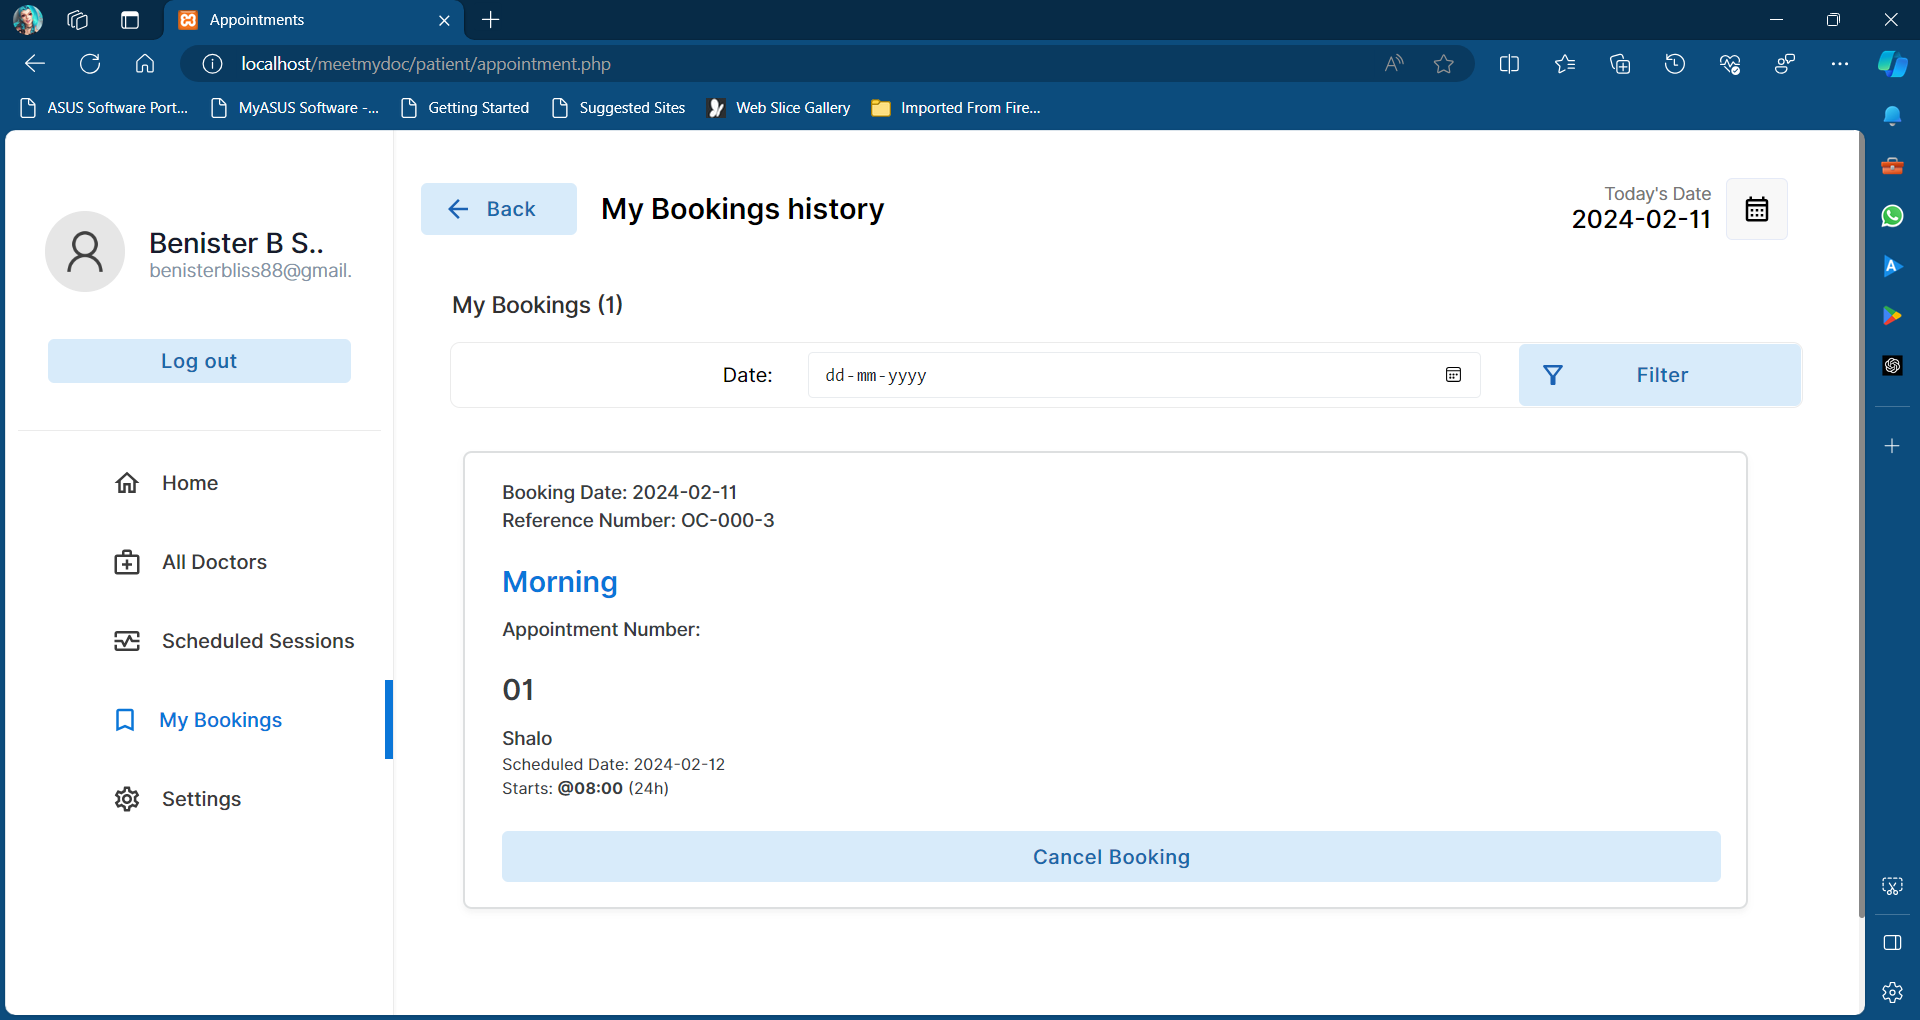 Appointments
localhost/meetmydoc/patient/appointment.php
ASUS Software Port...
MyASUS Software -...
Getting Started
Suggested Sites
Web Slice Gallery
Imported From Fire...
Benister B S..
benisterbliss88@gmail.
Log out
Home
All Doctors
Scheduled Sessions
My Bookings
Settings
Back
My Bookings history
Today's Date
2024-02-11
My Bookings (1)
Date:
dd-mm-yyyy
Filter
Booking Date: 2024-02-11
Reference Number: OC-000-3
Morning
Appointment Number:
01
Shalo
Scheduled Date: 2024-02-12
Starts: @08:00 (24h)
Cancel Booking